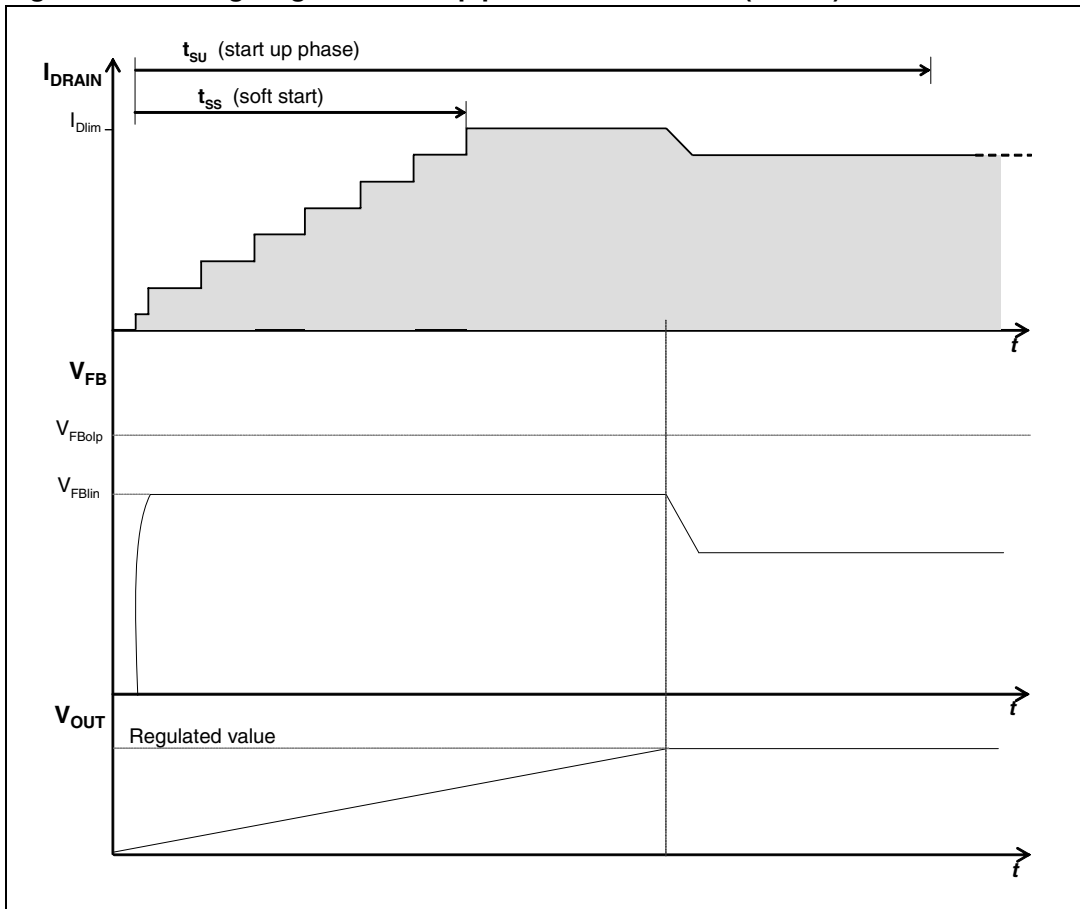 t_SU (start up phase)
I_DRAIN
t_SS (soft start)
I_Dlim
t
V_FB
V_FBolp
V_FBlin
t
V_OUT
Regulated value
t